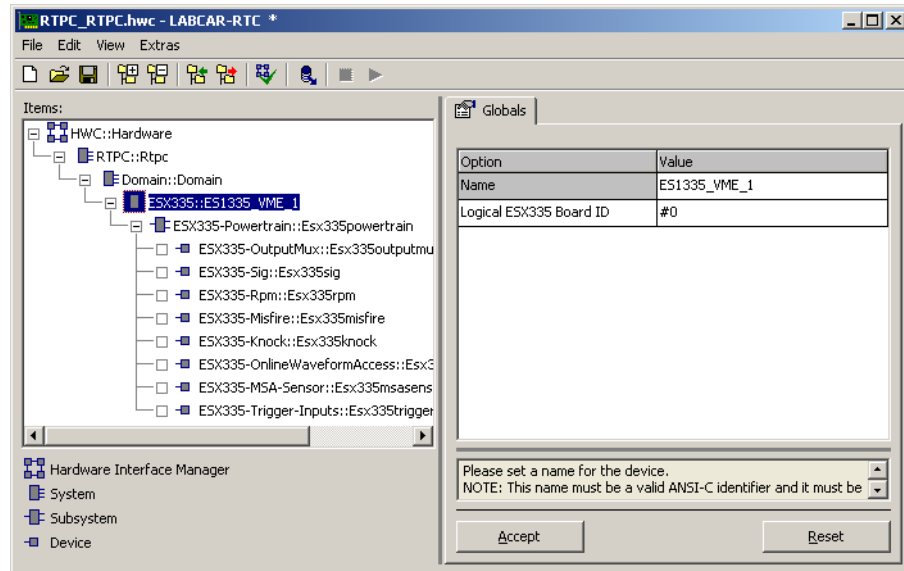 RTPC_RTPC.hwc - LABCAR-RTC *
File Edit View Extras
Items:
HWC::Hardware
RTPC::Rtpc
Domain::Domain
ESX335::ES1335_VME_1
ESX335-Powertrain::Esx335powertrain
ESX335-OutputMux::Esx335outputmu
ESX335-Sig::Esx335sig
ESX335-Rpm::Esx335rpm
ESX335-Misfire::Esx335misfire
ESX335-Knock::Esx335knock
ESX335-OnlineWaveformAccess::Esx3
ESX335-MSA-Sensor::Esx335msasens
ESX335-Trigger-Inputs::Esx335trigger
Hardware Interface Manager
System
Subsystem
Device
Globals
Option Value
Name ES1335_VME_1
Logical ESX335 Board ID #0
Please set a name for the device.
NOTE: This name must be a valid ANSI-C identifier and it must be
Accept Reset